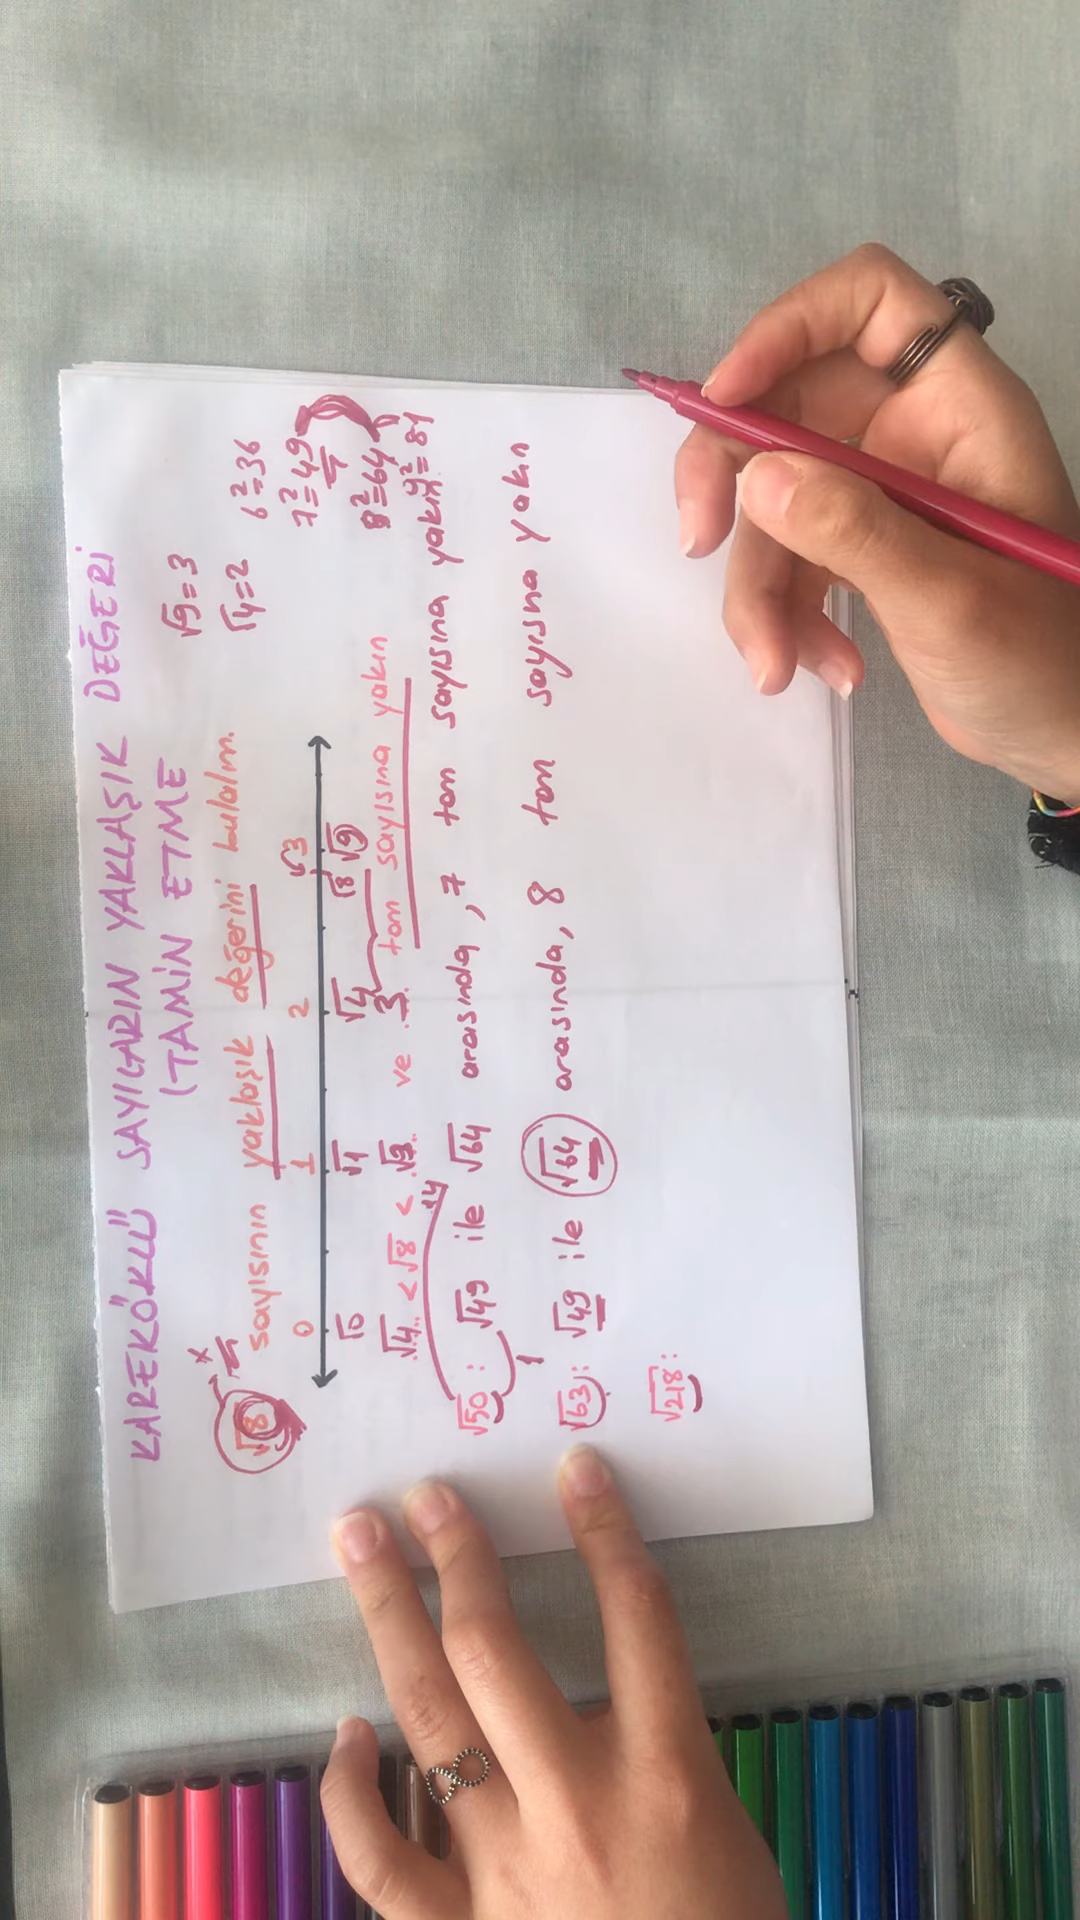 KAREKÖKLÜ SAYILARIN YAKLAŞIK DEĞERİ
(TAMİN ETME
√8 sayısının yaklaşık değerini bulalım.
x
√9=3
√4=2
6²=36
7²=49
8²=64
9²=81
0 1 2 3
√0 √1 √4 √8 √9
√4 < √8 < √9 ve 3 tam sayısına yakın
14
√50 : √49 ile √64 arasında, 7 tam sayısına yakın
1
√63 : √49 ile √64 arasında, 8 tam sayısna yakın
√218 :